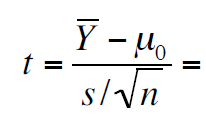 t = (Y̅ − μ₀) / (s/√n) =